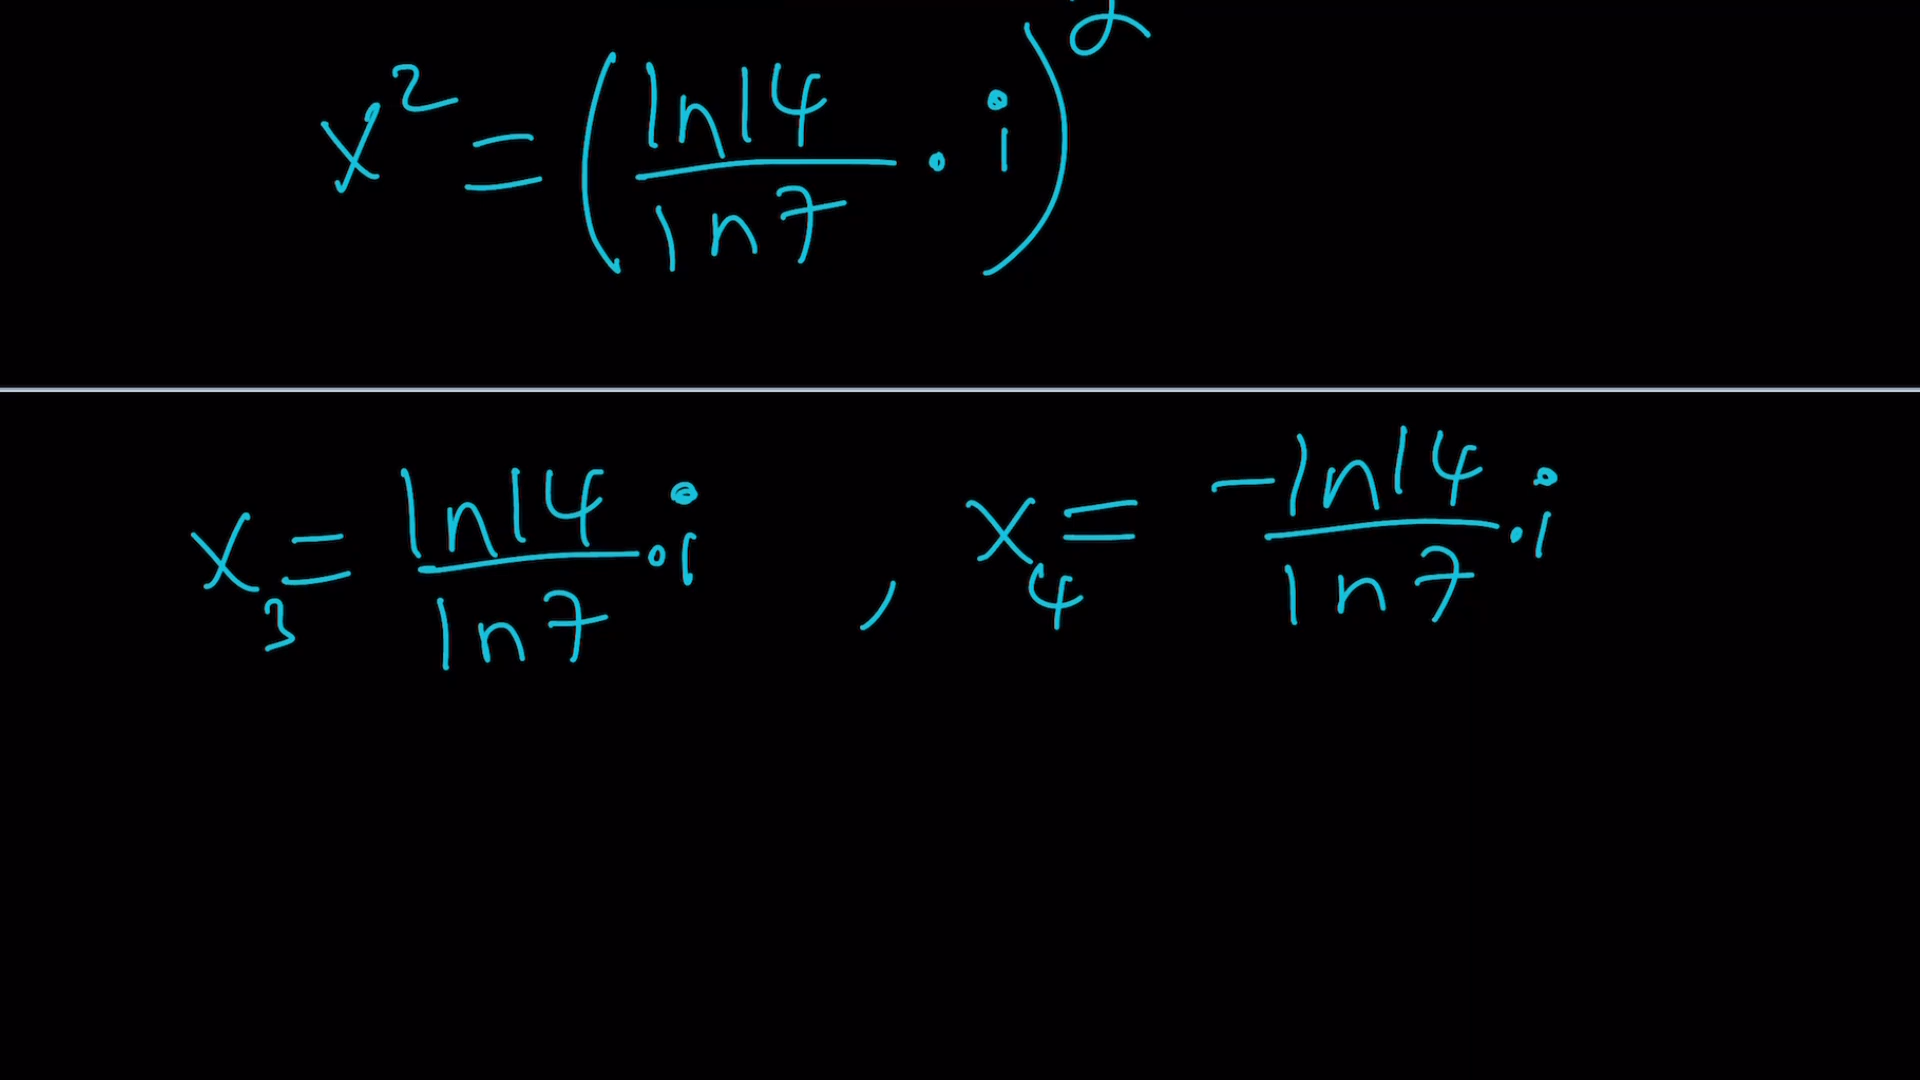 x² = (ln14/ln7 · i)²
x₃ = ln14/ln7 · i , x₄ = -ln14/ln7 · i